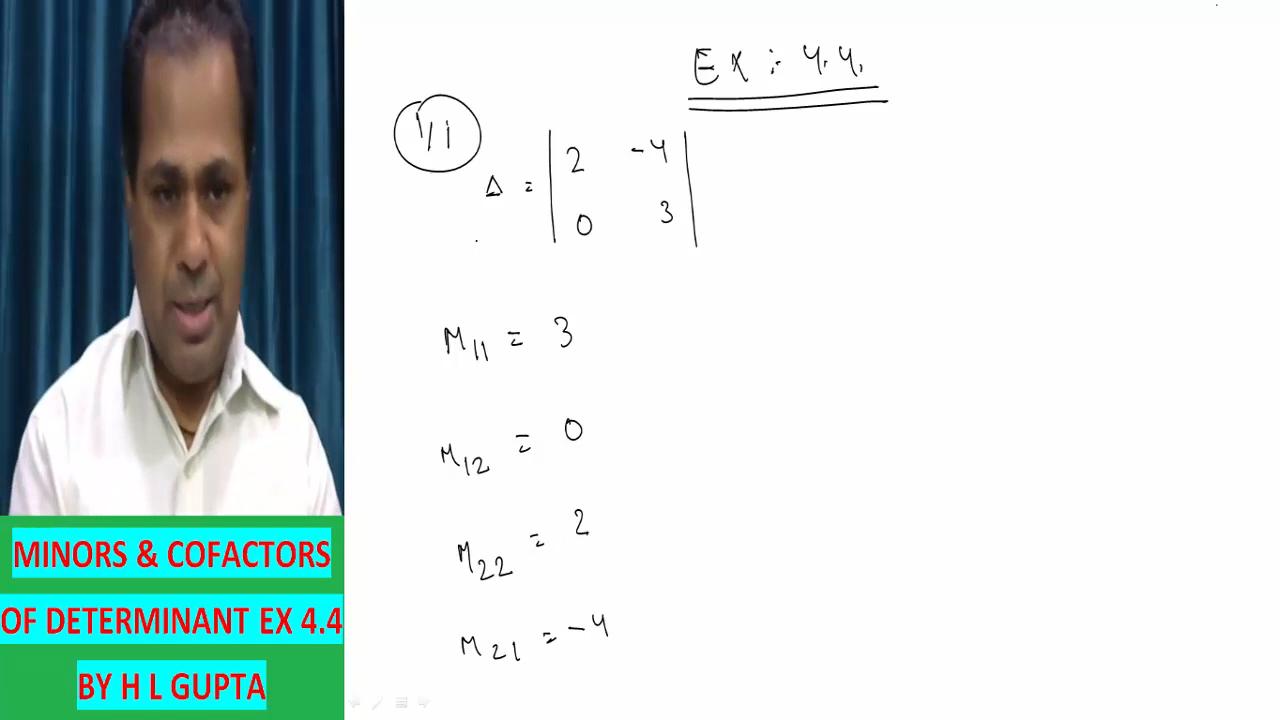 Ex : 4.4.
1/1
Δ = | 2 -4 |
| 0 3 |
M11 = 3
M12 = 0
M22 = 2
M21 = -4
MINORS & COFACTORS
OF DETERMINANT EX 4.4
BY H L GUPTA